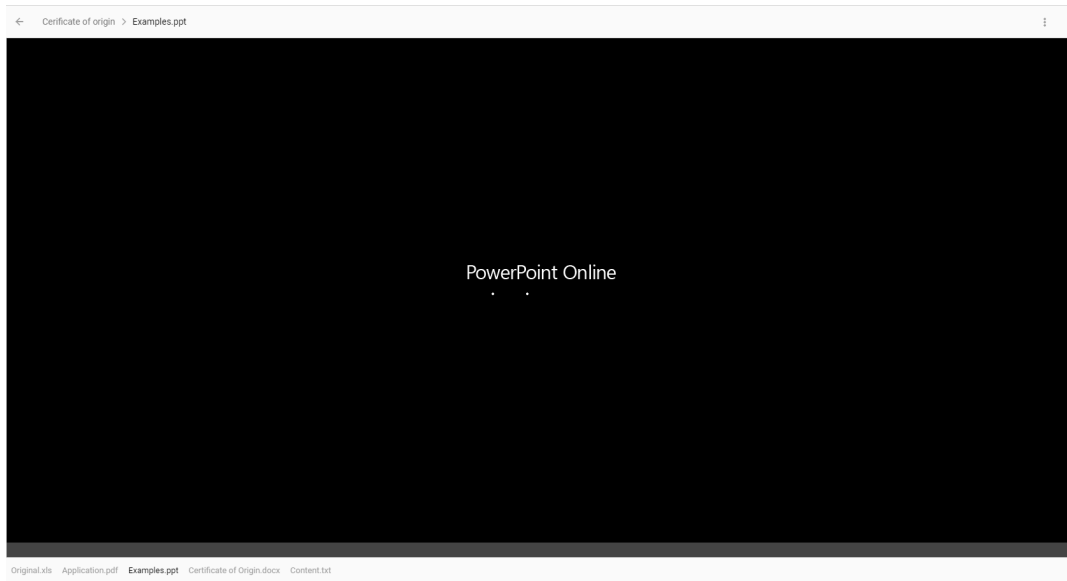 Cerificate of origin > Examples.ppt
PowerPoint Online
Original.xls Application.pdf Examples.ppt Certificate of Origin.docx Content.txt